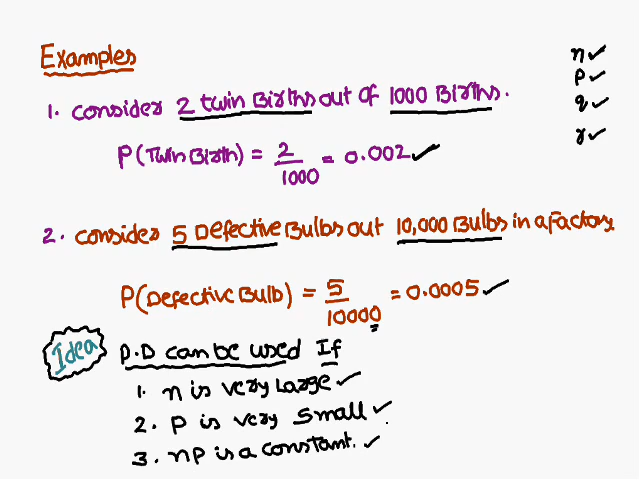 Examples
n
p
q
r
1. consider 2 twin Births out of 1000 Births.
P(Twin Birth) = 2/1000 = 0.002
2. consider 5 Defective Bulbs out 10,000 Bulbs in a factory
P(Defective Bulb) = 5/10000 = 0.0005
Idea
P.D can be used If
1. n is very Large
2. P is very Small
3. np is a constant.